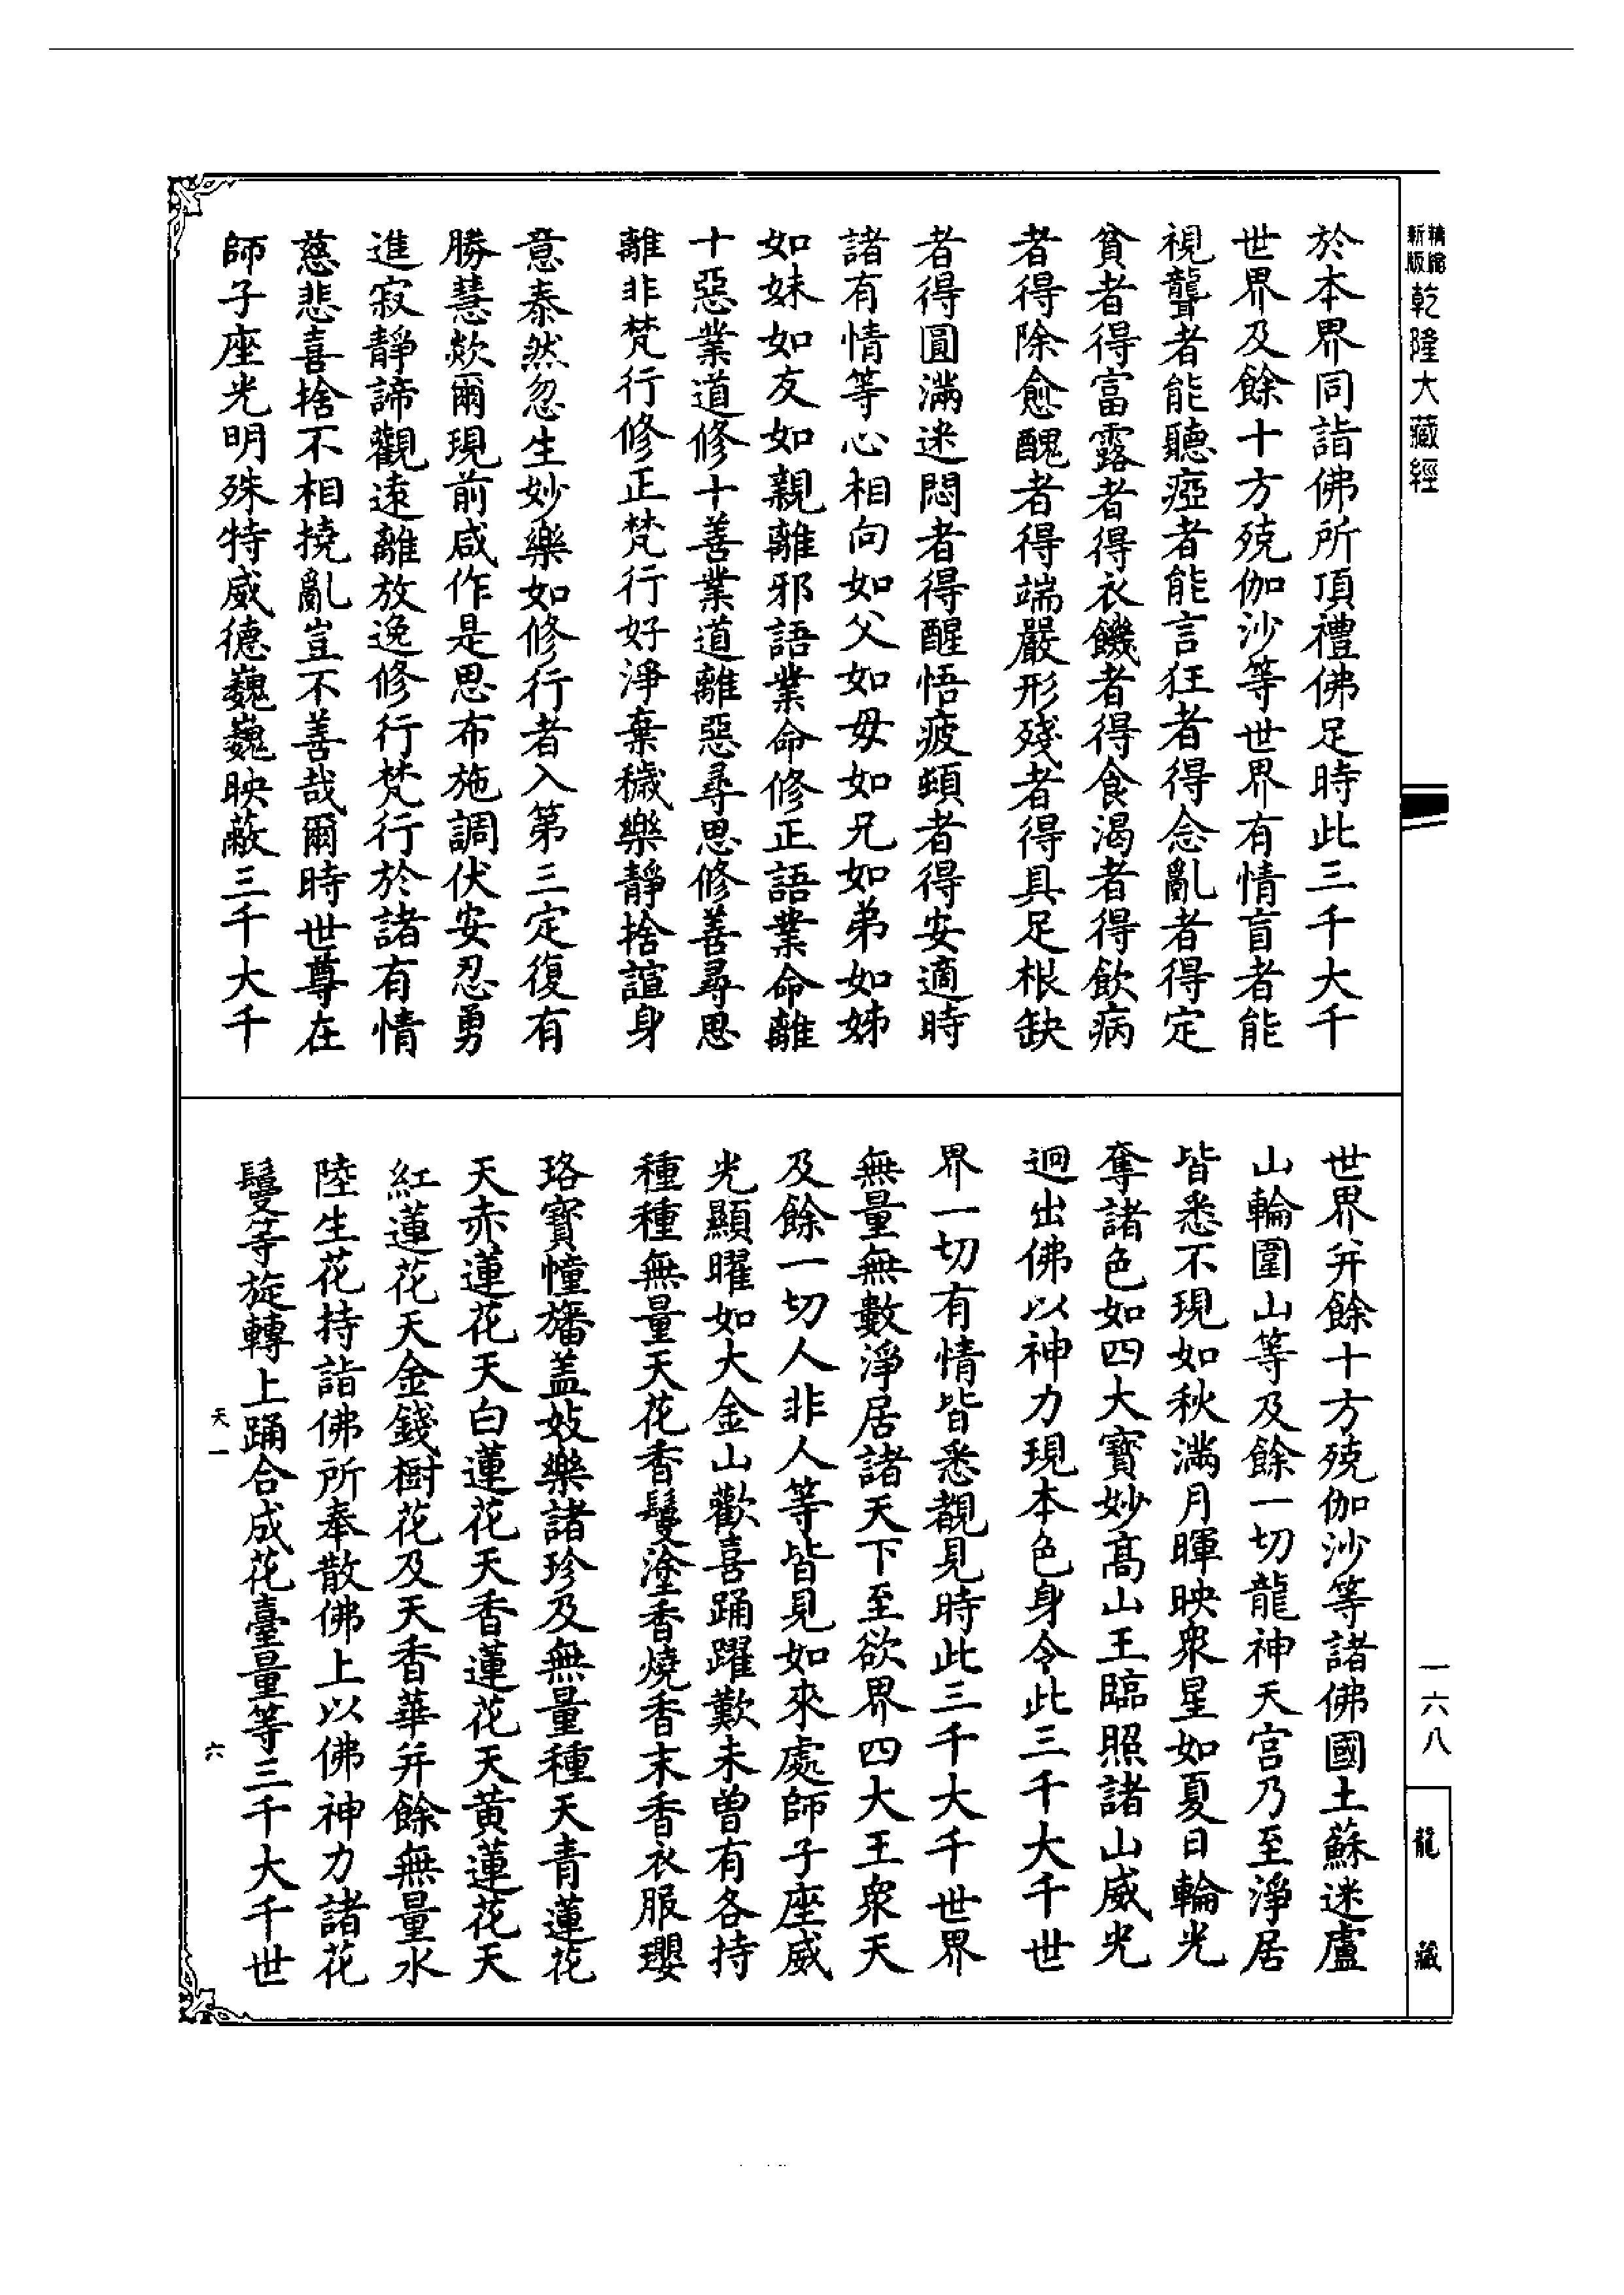 精縮
新版
乾隆大藏經
於本界同詣佛所頂禮佛足時此三千大千
世界及餘十方殑伽沙等世界有情盲者能
視聾者能聽瘂者能言狂者得念亂者得定
貧者得富露者得衣饑者得食渴者得飲病
者得除愈醜者得端嚴形殘者得具足根缺
者得圓滿迷悶者得醒悟疲頓者得安適時
諸有情等心相向如父如母如兄如弟如姊
如妹如友如親離邪語業命修正語業命離
十惡業道修十善業道離惡尋思修善尋思
離非梵行修正梵行好淨棄穢樂靜捨諠身
意泰然忽生妙樂如修行者入第三定復有
勝慧欻爾現前咸作是思布施調伏安忍勇
進寂靜諦觀遠離放逸修行梵行於諸有情
慈悲喜捨不相撓亂豈不善哉爾時世尊在
師子座光明殊特威德巍巍映蔽三千大千
世界并餘十方殑伽沙等諸佛國土蘇迷盧
山輪圍山等及餘一切龍神天宮乃至淨居
皆悉不現如秋滿月暉映衆星如夏日輪光
奪諸色如四大寶妙高山王臨照諸山威光
迥出佛以神力現本色身令此三千大千世
界一切有情皆悉覩見時此三千大千世界
無量無數淨居諸天下至欲界四大王衆天
及餘一切人非人等皆見如來處師子座威
光顯曜如大金山歡喜踊躍歎未曾有各持
種種無量天花香鬘塗香燒香末香衣服瓔
珞寶幢旛盖妓樂諸珍及無量種天青蓮花
天赤蓮花天白蓮花天香蓮花天黄蓮花天
紅蓮花天金錢樹花及天香華并餘無量水
陸生花持詣佛所奉散佛上以佛神力諸花
鬘等旋轉上踊合成花臺量等三千大千世
天一
六
一六八
龍藏